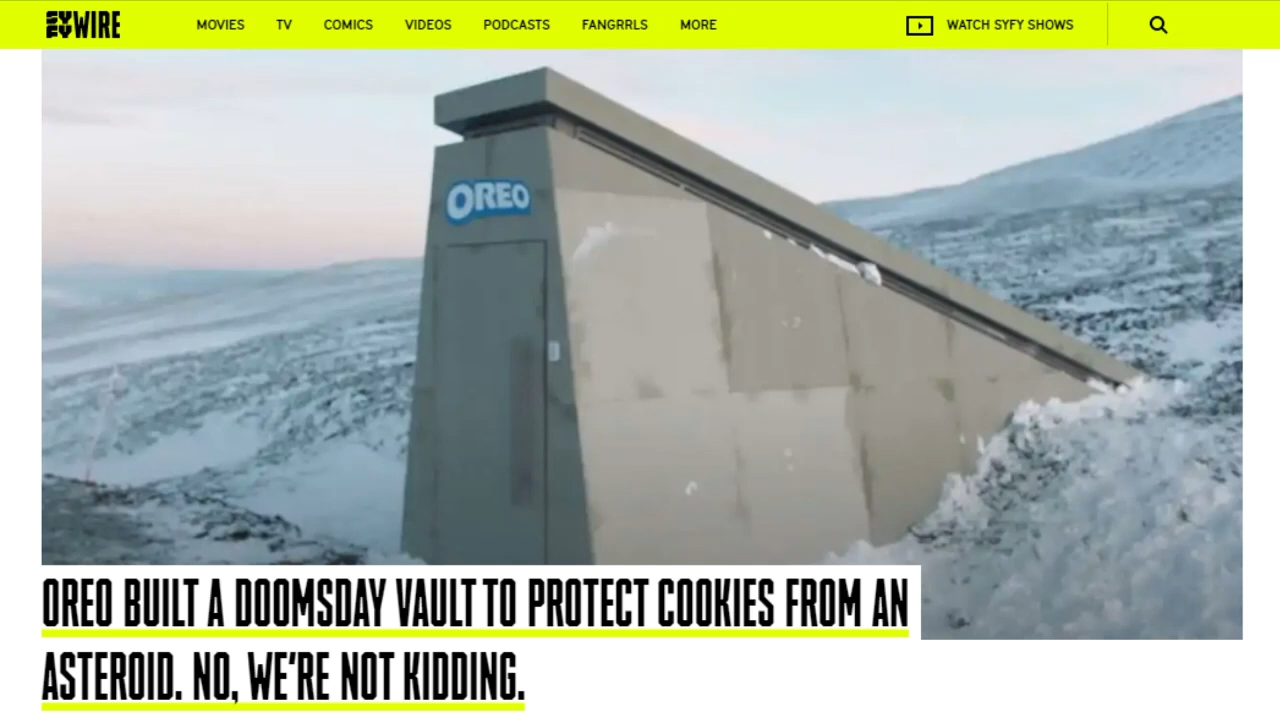 SYFY WIRE
MOVIES TV COMICS VIDEOS PODCASTS FANGRRLS MORE WATCH SYFY SHOWS
OREO
OREO BUILT A DOOMSDAY VAULT TO PROTECT COOKIES FROM AN
ASTEROID. NO, WE'RE NOT KIDDING.